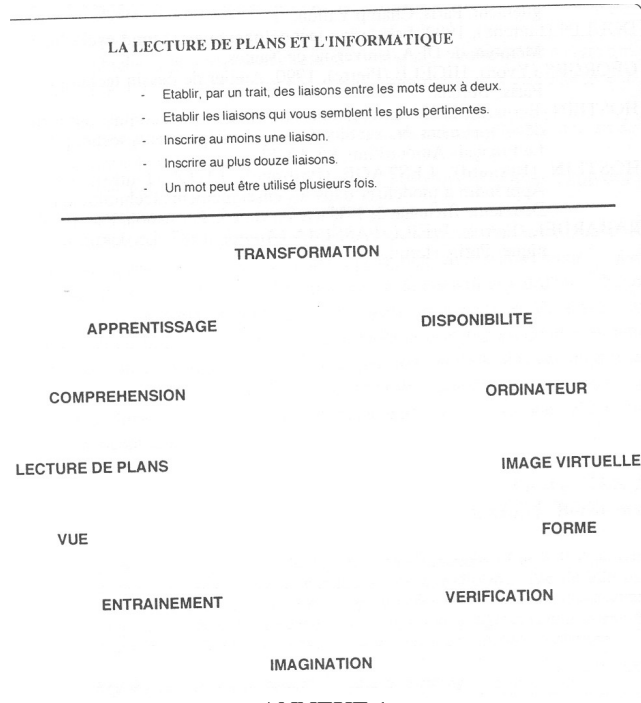 LA LECTURE DE PLANS ET L'INFORMATIQUE
- Etablir, par un trait, des liaisons entre les mots deux à deux.
- Etablir les liaisons qui vous semblent les plus pertinentes.
- Inscrire au moins une liaison.
- Inscrire au plus douze liaisons.
- Un mot peut être utilisé plusieurs fois.
TRANSFORMATION
APPRENTISSAGE DISPONIBILITE
COMPREHENSION ORDINATEUR
LECTURE DE PLANS IMAGE VIRTUELLE
VUE FORME
ENTRAINEMENT VERIFICATION
IMAGINATION